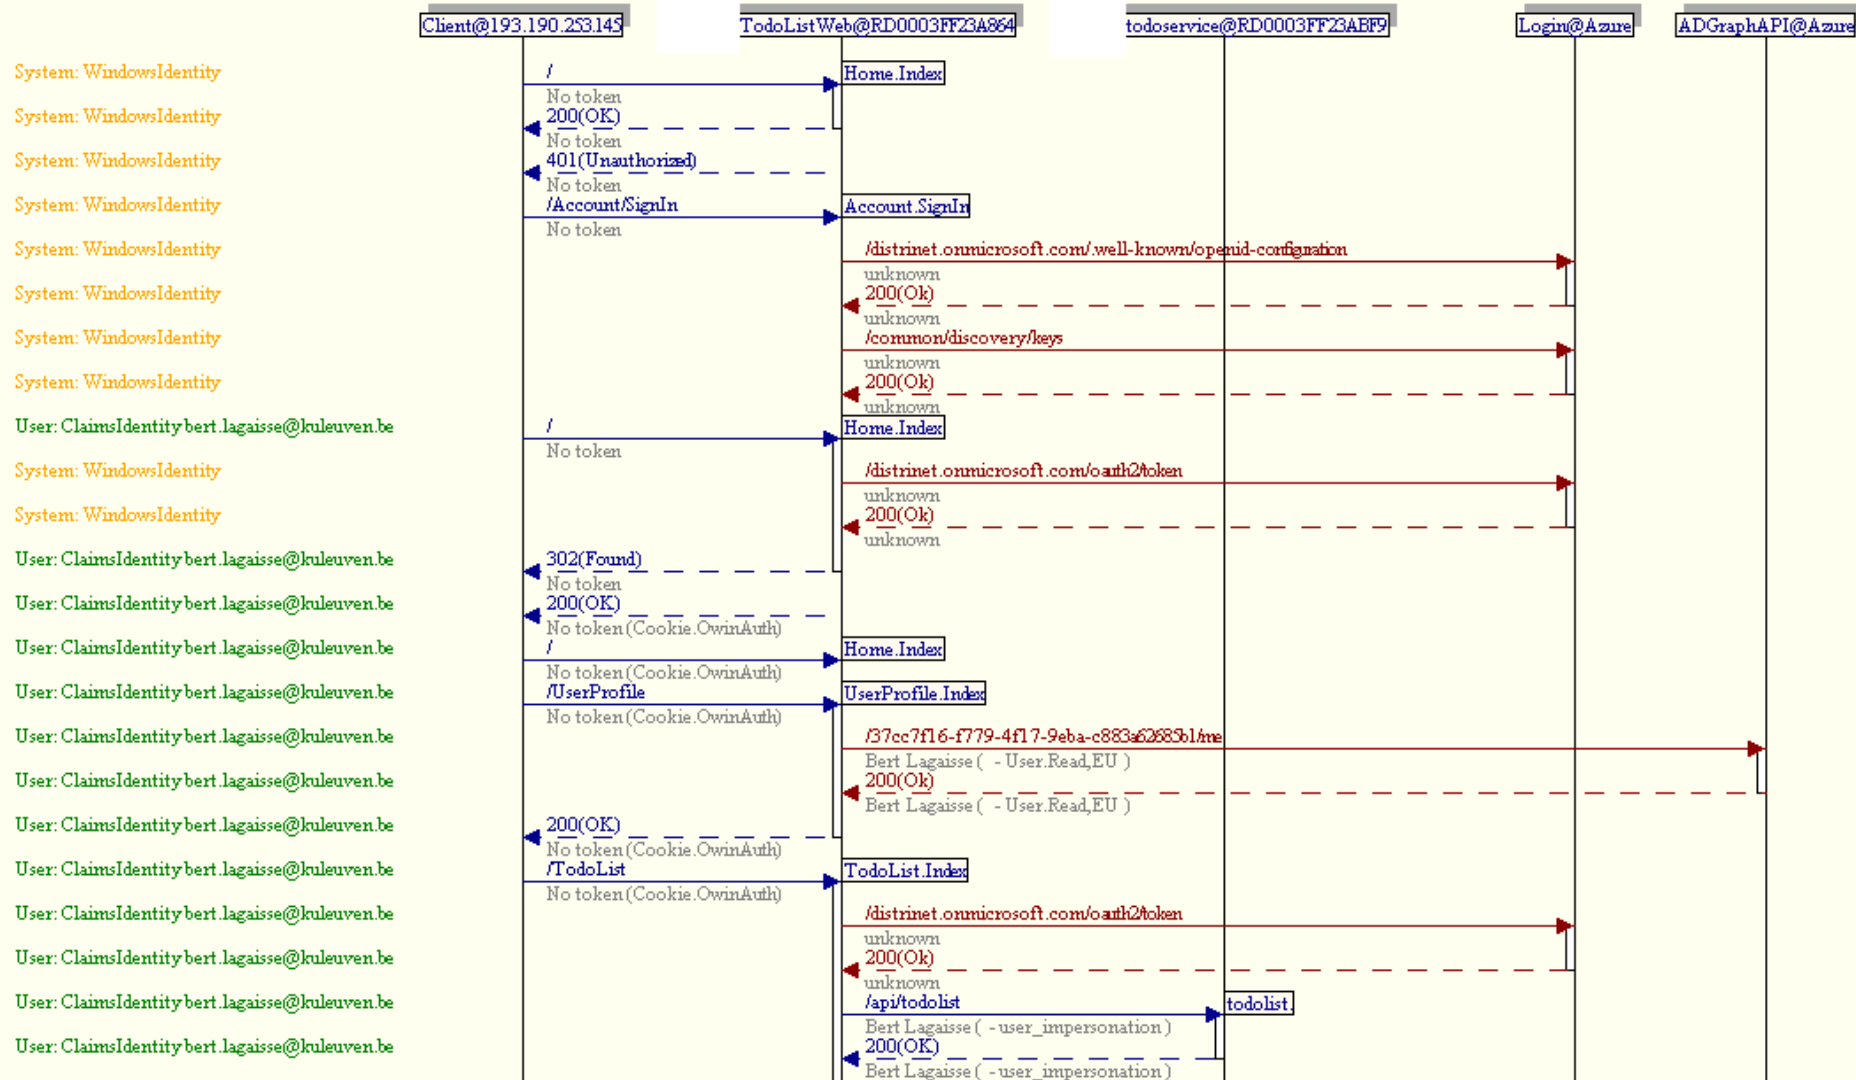 Client@193.190.253.145 TodoListWeb@RD0003FF23A864 todoservice@RD0003FF23ABF9 Login@Azure ADGraphAPI@Azure
System: WindowsIdentity / Home.Index
No token
System: WindowsIdentity 200(OK)
No token
System: WindowsIdentity 401(Unauthorized)
No token
System: WindowsIdentity /Account/SignIn Account.SignIn
No token
System: WindowsIdentity /distrinet.onmicrosoft.com/.well-known/openid-configuration
unknown
System: WindowsIdentity 200(Ok)
unknown
System: WindowsIdentity /common/discovery/keys
unknown
System: WindowsIdentity 200(Ok)
unknown
User: ClaimsIdentity bert.lagaisse@kuleuven.be / Home.Index
No token
System: WindowsIdentity /distrinet.onmicrosoft.com/oauth2/token
unknown
System: WindowsIdentity 200(Ok)
unknown
User: ClaimsIdentity bert.lagaisse@kuleuven.be 302(Found)
No token
User: ClaimsIdentity bert.lagaisse@kuleuven.be 200(OK)
No token (Cookie.OwinAuth)
User: ClaimsIdentity bert.lagaisse@kuleuven.be / Home.Index
No token (Cookie.OwinAuth)
User: ClaimsIdentity bert.lagaisse@kuleuven.be /UserProfile UserProfile.Index
No token (Cookie.OwinAuth)
User: ClaimsIdentity bert.lagaisse@kuleuven.be /37cc7f16-f779-4f17-9eba-c883a62685b1/me
Bert Lagaisse ( - User.Read,EU )
User: ClaimsIdentity bert.lagaisse@kuleuven.be 200(Ok)
Bert Lagaisse ( - User.Read,EU )
User: ClaimsIdentity bert.lagaisse@kuleuven.be 200(OK)
No token (Cookie.OwinAuth)
User: ClaimsIdentity bert.lagaisse@kuleuven.be /TodoList TodoList.Index
No token (Cookie.OwinAuth)
User: ClaimsIdentity bert.lagaisse@kuleuven.be /distrinet.onmicrosoft.com/oauth2/token
unknown
User: ClaimsIdentity bert.lagaisse@kuleuven.be 200(Ok)
unknown
User: ClaimsIdentity bert.lagaisse@kuleuven.be /api/todolist todolist.
Bert Lagaisse ( - user_impersonation )
User: ClaimsIdentity bert.lagaisse@kuleuven.be 200(OK)
Bert Lagaisse ( - user_impersonation )